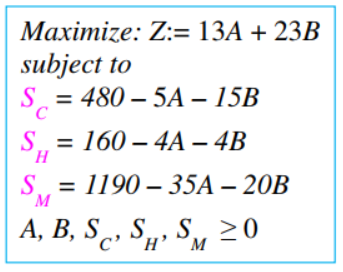 Maximize: Z:= 13A + 23B
subject to
S_C = 480 – 5A – 15B
S_H = 160 – 4A – 4B
S_M = 1190 – 35A – 20B
A, B, S_C, S_H, S_M ≥ 0